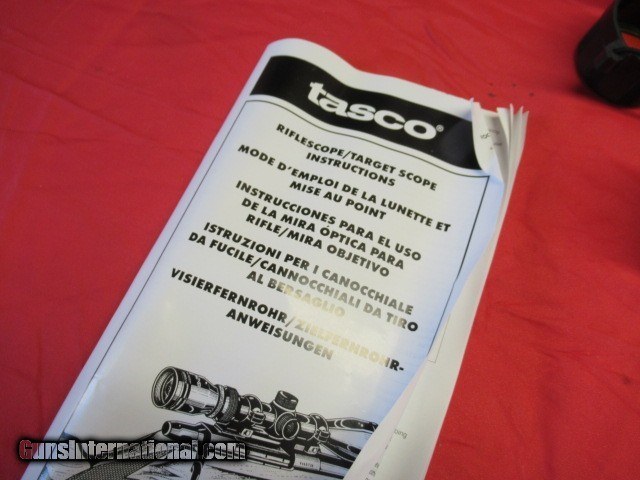 tasco®
RIFLESCOPE/TARGET SCOPE
INSTRUCTIONS
MODE D'EMPLOI DE LA LUNETTE ET
MISE AU POINT
INSTRUCCIONES PARA EL USO
DE LA MIRA ÓPTICA PARA
RIFLE/MIRA OBJETIVO
ISTRUZIONI PER I CANOCCHIALE
DA FUCILE/CANNOCCHIALI DA TIRO
AL BERSAGLIO
VISIERFERNROHR/ZIELFERNROHR-
ANWEISUNGEN
GunsInternational.com